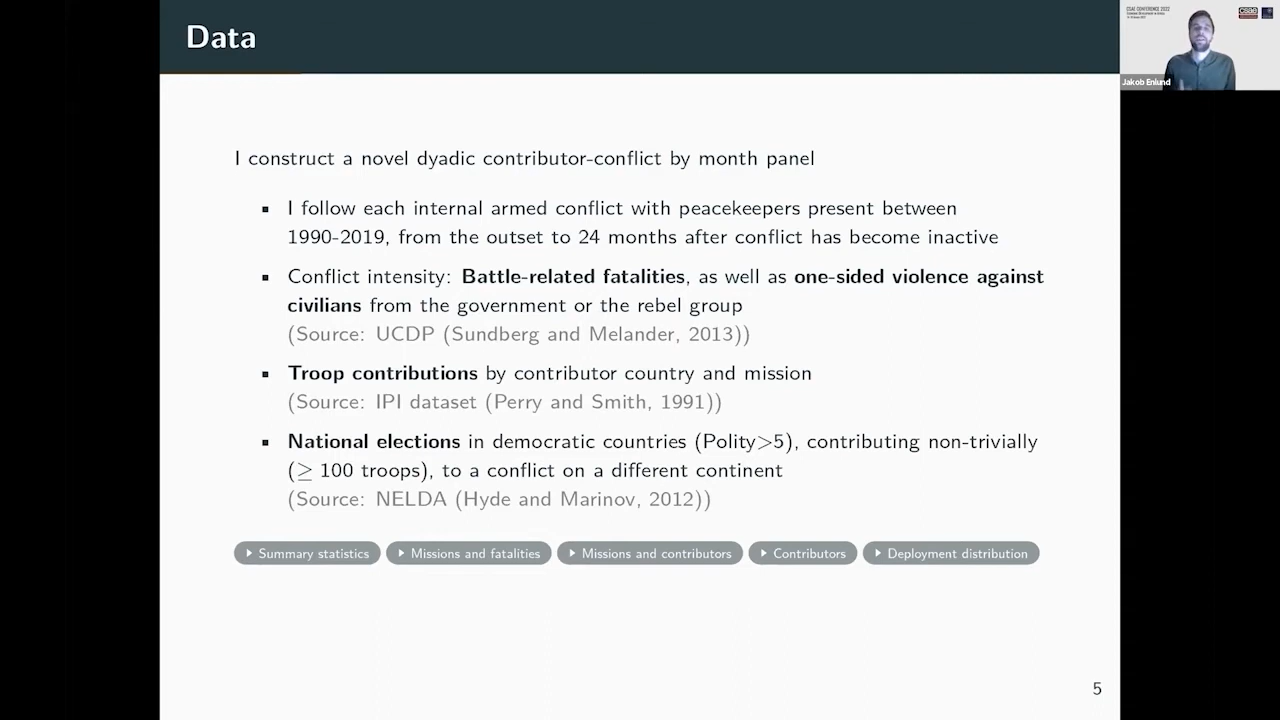 Data
CSAE CONFERENCE 2022
csae
Jakob Enlund
I construct a novel dyadic contributor-conflict by month panel
I follow each internal armed conflict with peacekeepers present between
1990-2019, from the outset to 24 months after conflict has become inactive
Conflict intensity: Battle-related fatalities, as well as one-sided violence against
civilians from the government or the rebel group
(Source: UCDP (Sundberg and Melander, 2013))
Troop contributions by contributor country and mission
(Source: IPI dataset (Perry and Smith, 1991))
National elections in democratic countries (Polity>5), contributing non-trivially
(≥ 100 troops), to a conflict on a different continent
(Source: NELDA (Hyde and Marinov, 2012))
Summary statistics
Missions and fatalities
Missions and contributors
Contributors
Deployment distribution
5